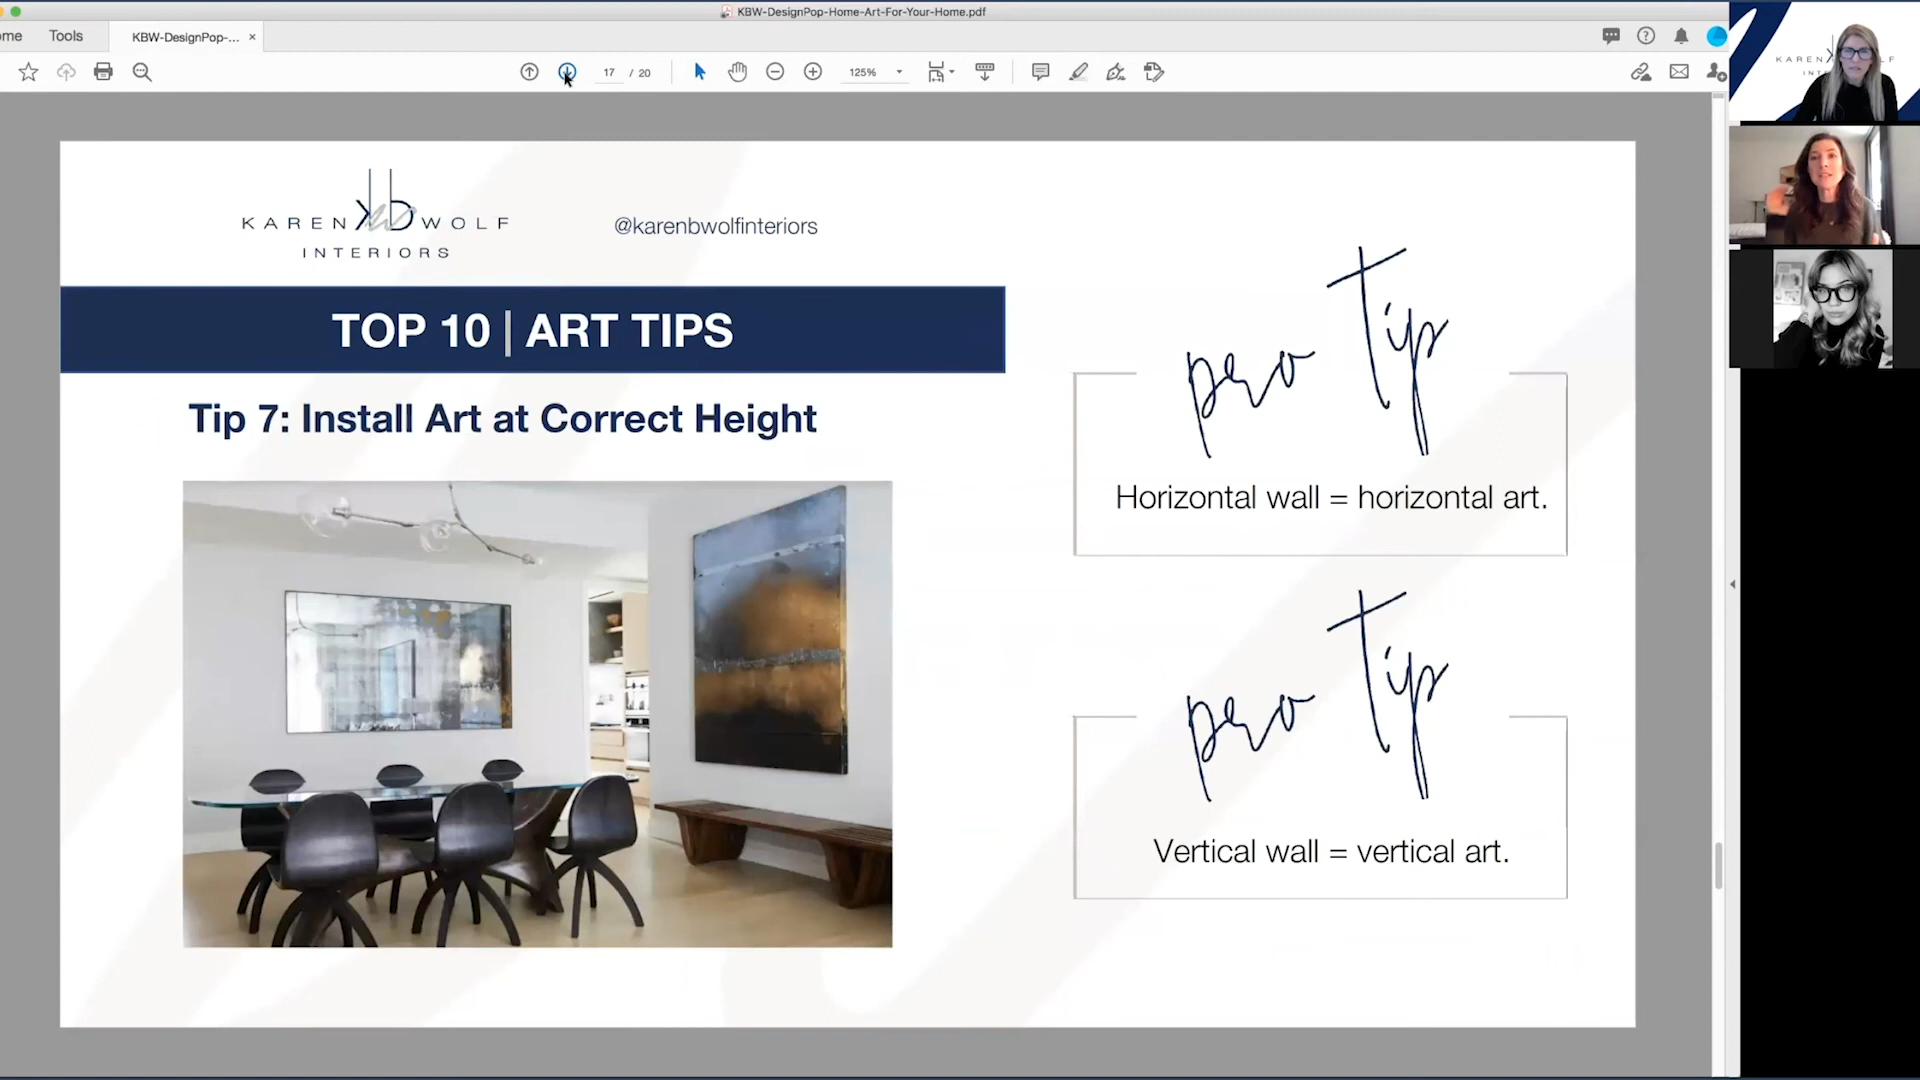 KBW-DesignPop-Home-Art-For-Your-Home.pdf
ome Tools KBW-DesignPop-... ×
17 / 20 125%
KAREN kb WOLF
INTERIORS
@karenbwolfinteriors
TOP 10 | ART TIPS
Tip 7: Install Art at Correct Height
pro tip
Horizontal wall = horizontal art.
pro tip
Vertical wall = vertical art.